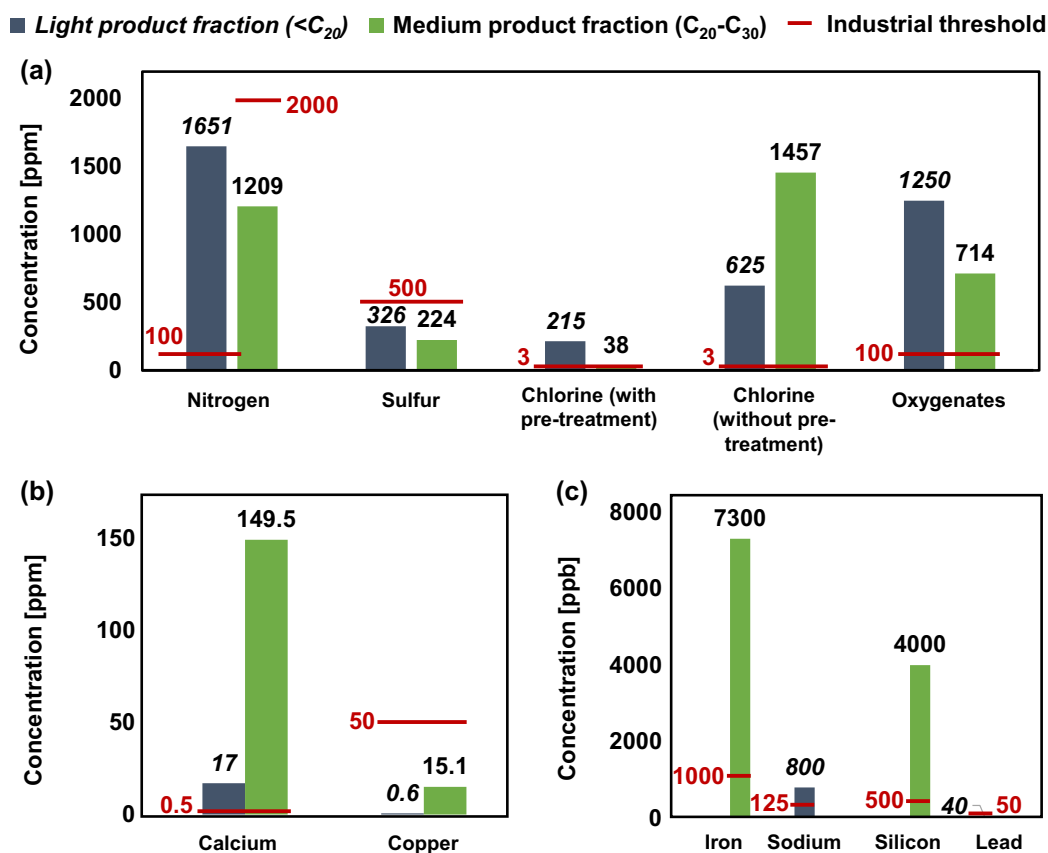 Light product fraction (<C20) Medium product fraction (C20-C30) Industrial threshold
(a)
Concentration [ppm]
2000
1500
1000
500
0
1651
1209
2000
100
326
224
500
215
38
3
625
1457
3
1250
714
100
Nitrogen
Sulfur
Chlorine (with
pre-treatment)
Chlorine
(without pre-
treatment)
Oxygenates
(b)
Concentration [ppm]
150
100
50
0
149.5
17
0.5
50
0.6
15.1
Calcium
Copper
(c)
Concentration [ppb]
8000
6000
4000
2000
0
7300
1000
800
125
4000
500
40
50
Iron
Sodium
Silicon
Lead